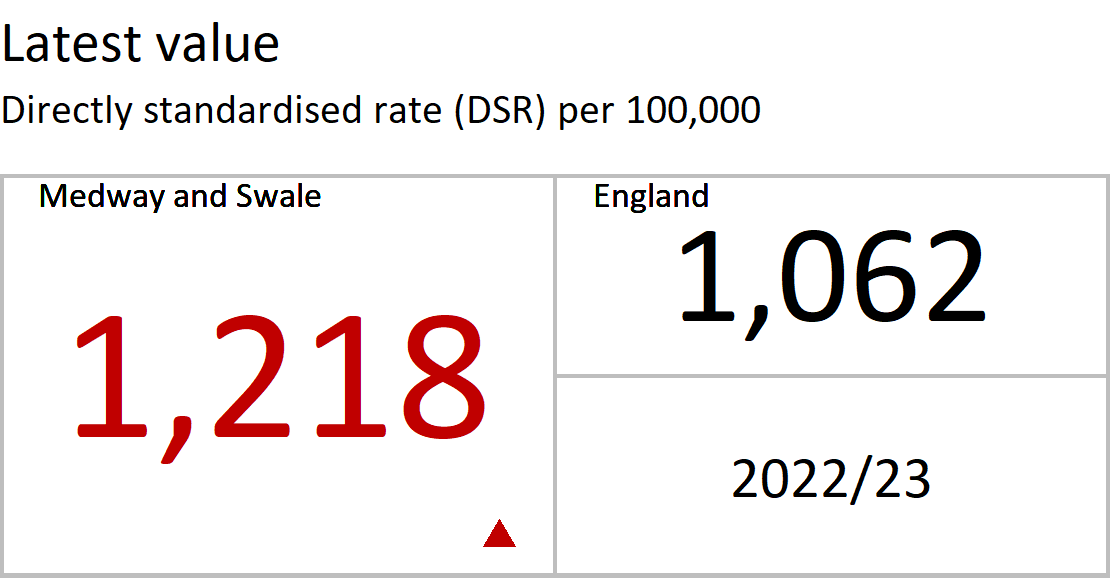 Latest value
Directly standardised rate (DSR) per 100,000
Medway and Swale
1,218
England
1,062
2022/23